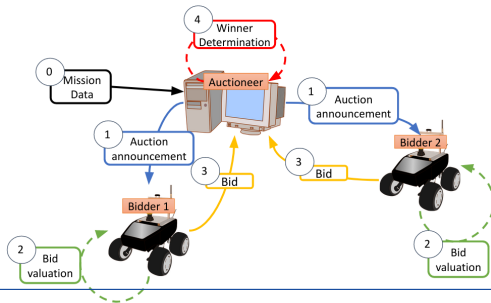 4
Winner
Determination
0
Mission
Data
Auctioneer
1
Auction
announcement
1
Auction
announcement
3
Bid
3
Bid
Bidder 1
Bidder 2
2
Bid
valuation
2
Bid
valuation